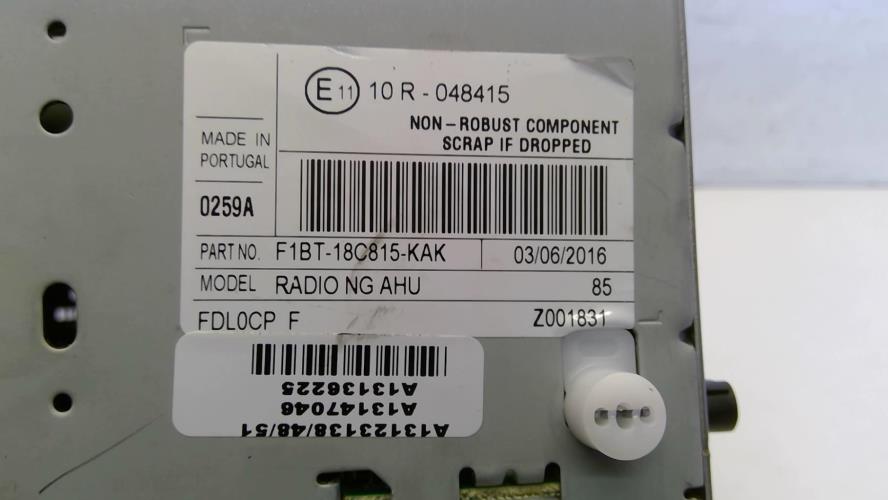 E11 10 R - 048415
NON-ROBUST COMPONENT
SCRAP IF DROPPED
MADE IN
PORTUGAL
0259A
PART NO. F1BT-18C815-KAK 03/06/2016
MODEL RADIO NG AHU 85
FDL0CP F Z001831
A13136225
A13147046
A13123138/48/51